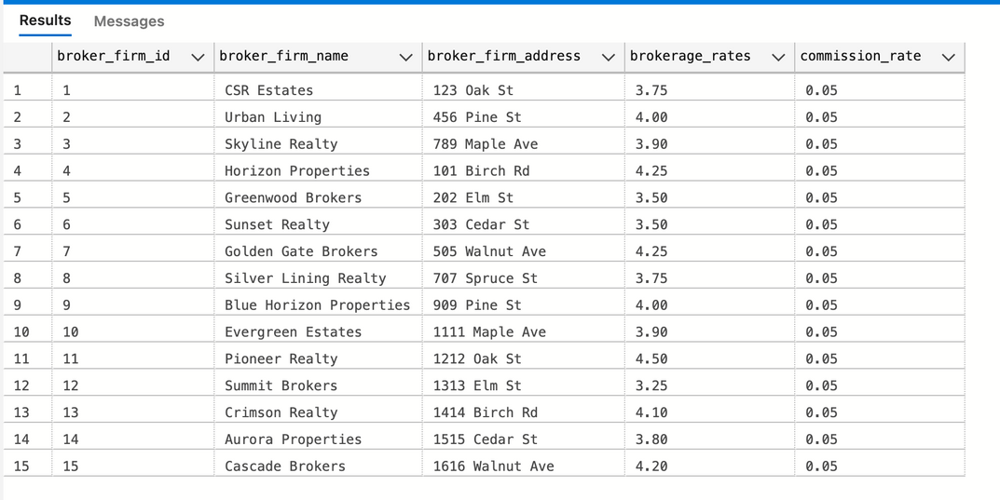 Results Messages
broker_firm_id broker_firm_name broker_firm_address brokerage_rates commission_rate
1 1 CSR Estates 123 Oak St 3.75 0.05
2 2 Urban Living 456 Pine St 4.00 0.05
3 3 Skyline Realty 789 Maple Ave 3.90 0.05
4 4 Horizon Properties 101 Birch Rd 4.25 0.05
5 5 Greenwood Brokers 202 Elm St 3.50 0.05
6 6 Sunset Realty 303 Cedar St 3.50 0.05
7 7 Golden Gate Brokers 505 Walnut Ave 4.25 0.05
8 8 Silver Lining Realty 707 Spruce St 3.75 0.05
9 9 Blue Horizon Properties 909 Pine St 4.00 0.05
10 10 Evergreen Estates 1111 Maple Ave 3.90 0.05
11 11 Pioneer Realty 1212 Oak St 4.50 0.05
12 12 Summit Brokers 1313 Elm St 3.25 0.05
13 13 Crimson Realty 1414 Birch Rd 4.10 0.05
14 14 Aurora Properties 1515 Cedar St 3.80 0.05
15 15 Cascade Brokers 1616 Walnut Ave 4.20 0.05